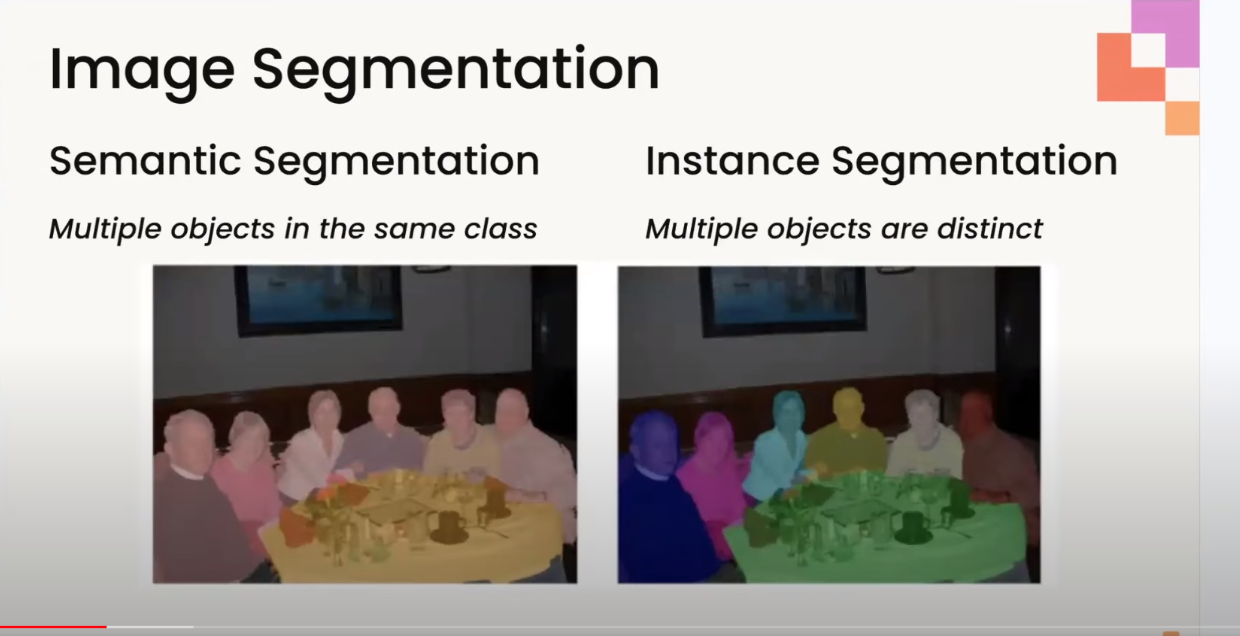 Image Segmentation
Semantic Segmentation
Multiple objects in the same class
Instance Segmentation
Multiple objects are distinct